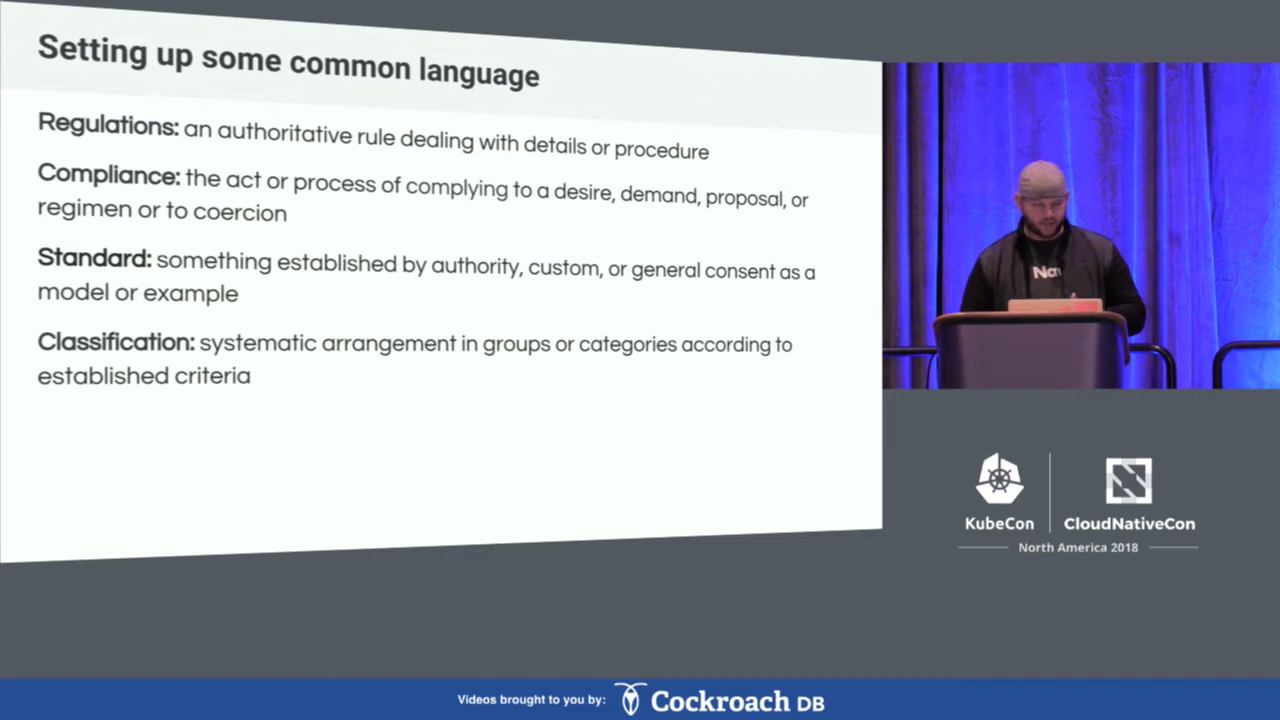 Setting up some common language
Regulations: an authoritative rule dealing with details or procedure
Compliance: the act or process of complying to a desire, demand, proposal, or
regimen or to coercion
Standard: something established by authority, custom, or general consent as a
model or example
Classification: systematic arrangement in groups or categories according to
established criteria
KubeCon
CloudNativeCon
North America 2018
Videos brought to you by:
Cockroach DB